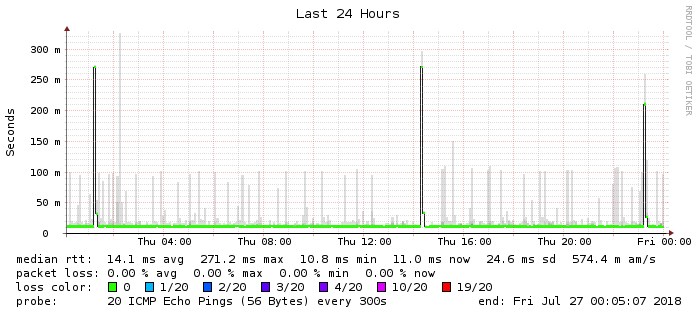 Last 24 Hours
RRDTOOL / TOBI OETIKER
Seconds
300 m
250 m
200 m
150 m
100 m
50 m
0
Thu 04:00 Thu 08:00 Thu 12:00 Thu 16:00 Thu 20:00 Fri 00:00
median rtt: 14.1 ms avg 271.2 ms max 10.8 ms min 11.0 ms now 24.6 ms sd 574.4 m am/s
packet loss: 0.00 % avg 0.00 % max 0.00 % min 0.00 % now
loss color: 0 1/20 2/20 3/20 4/20 10/20 19/20
probe: 20 ICMP Echo Pings (56 Bytes) every 300s end: Fri Jul 27 00:05:07 2018